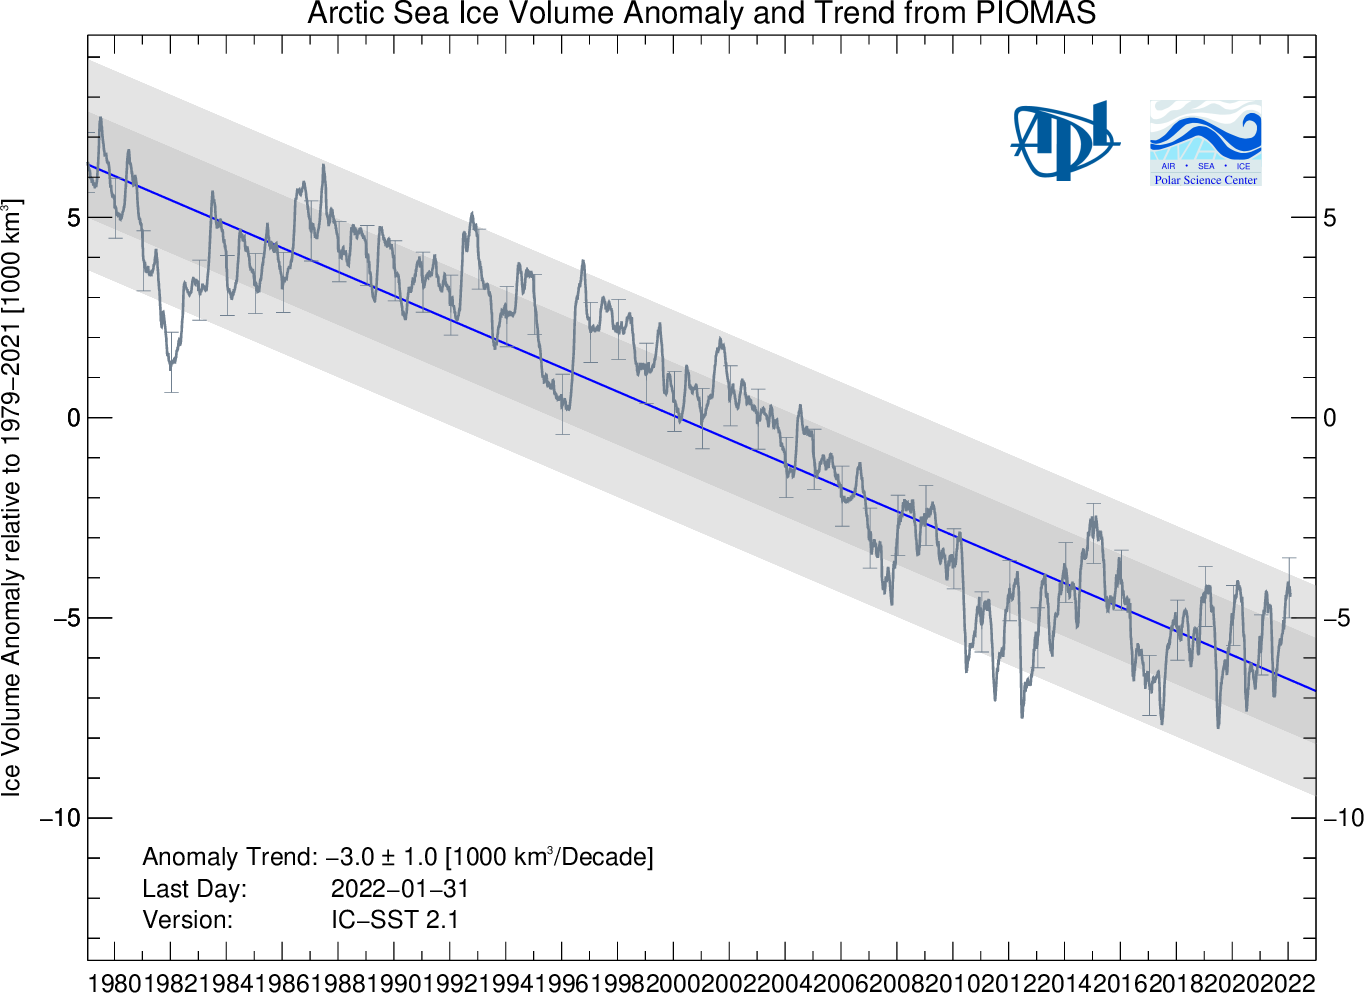 Arctic Sea Ice Volume Anomaly and Trend from PIOMAS
Ice Volume Anomaly relative to 1979−2021 [1000 km³]
5
0
−5
−10
5
0
−5
−10
APL
AIR • SEA • ICE
Polar Science Center
Anomaly Trend: −3.0 ± 1.0 [1000 km³/Decade]
Last Day: 2022−01−31
Version: IC−SST 2.1
1980 1982 1984 1986 1988 1990 1992 1994 1996 1998 2000 2002 2004 2006 2008 2010 2012 2014 2016 2018 2020 2022